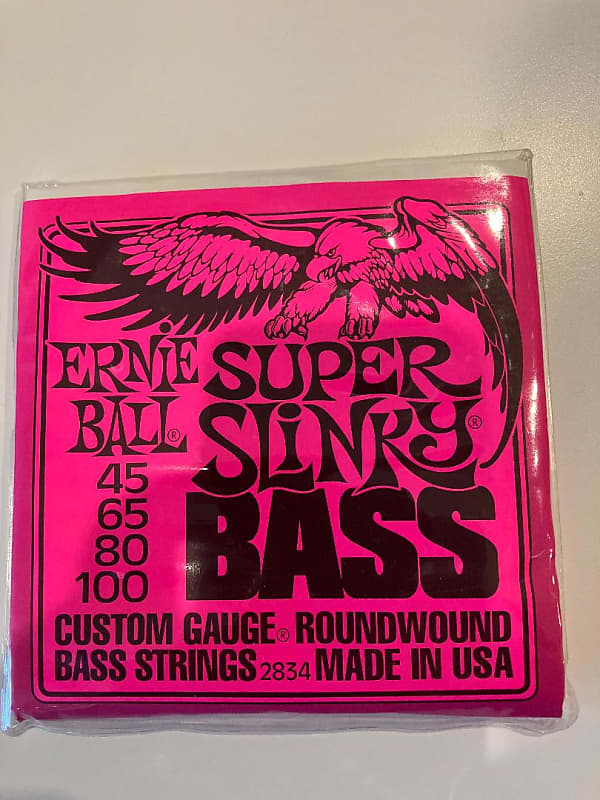 ERNiE
BALL®
SUPER
SLiNKY®
BASS
45
65
80
100
CUSTOM GAUGE® ROUNDWOUND
BASS STRINGS 2834 MADE IN USA